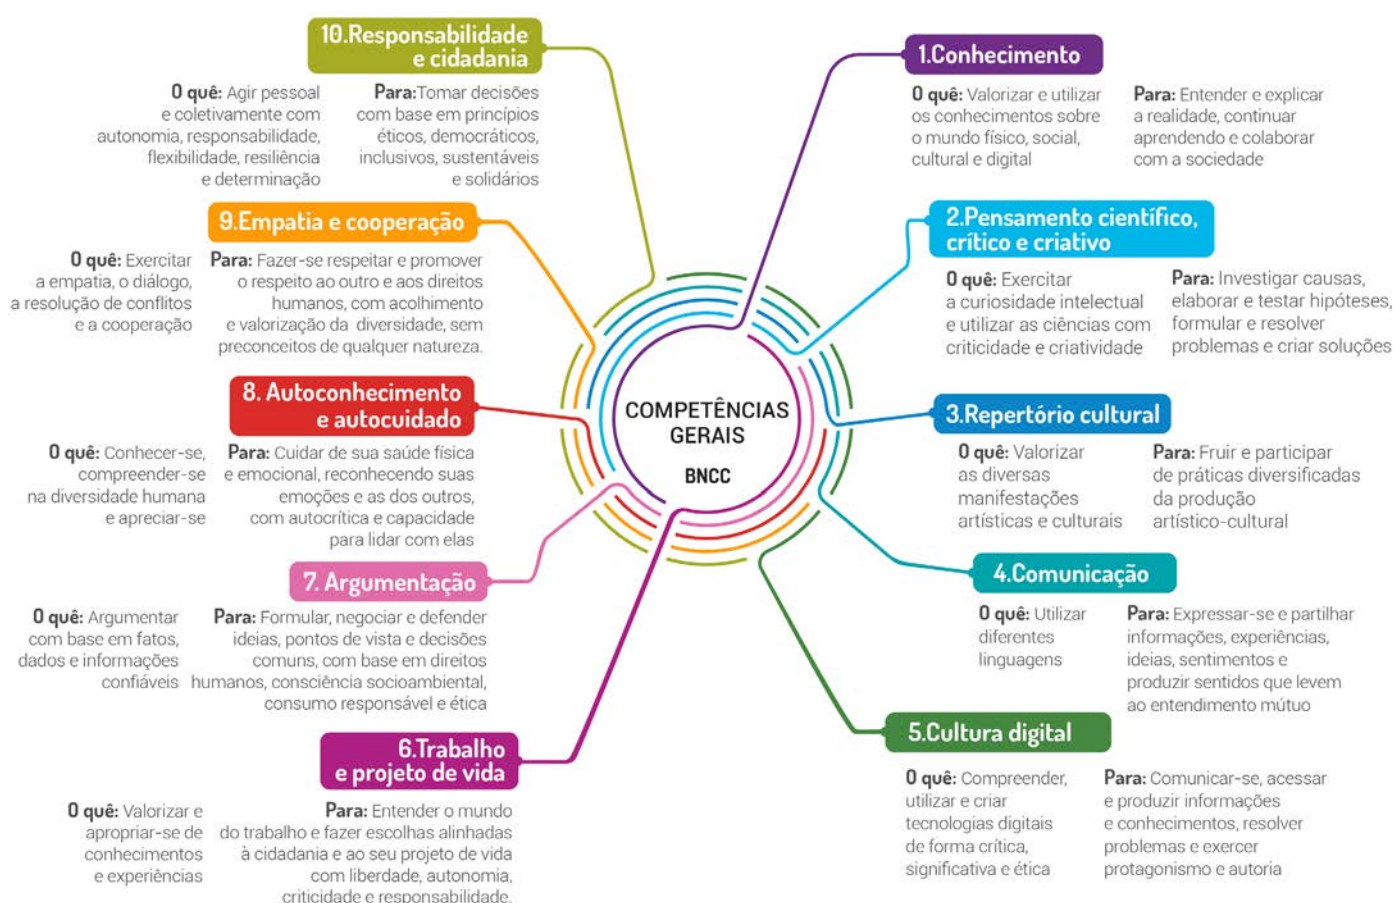 COMPETÊNCIAS
GERAIS
BNCC
1.Conhecimento
O quê: Valorizar e utilizar
os conhecimentos sobre
o mundo físico, social,
cultural e digital
Para: Entender e explicar
a realidade, continuar
aprendendo e colaborar
com a sociedade
2.Pensamento científico,
crítico e criativo
O quê: Exercitar
a curiosidade intelectual
e utilizar as ciências com
criticidade e criatividade
Para: Investigar causas,
elaborar e testar hipóteses,
formular e resolver
problemas e criar soluções
3.Repertório cultural
O quê: Valorizar
as diversas
manifestações
artísticas e culturais
Para: Fruir e participar
de práticas diversificadas
da produção
artístico-cultural
4.Comunicação
O quê: Utilizar
diferentes
linguagens
Para: Expressar-se e partilhar
informações, experiências,
ideias, sentimentos e
produzir sentidos que levem
ao entendimento mútuo
5.Cultura digital
O quê: Compreender,
utilizar e criar
tecnologias digitais
de forma crítica,
significativa e ética
Para: Comunicar-se, acessar
e produzir informações
e conhecimentos, resolver
problemas e exercer
protagonismo e autoria
6.Trabalho
e projeto de vida
O quê: Valorizar e
apropriar-se de
conhecimentos
e experiências
Para: Entender o mundo
do trabalho e fazer escolhas alinhadas
à cidadania e ao seu projeto de vida
com liberdade, autonomia,
criticidade e responsabilidade.
7. Argumentação
O quê: Argumentar
com base em fatos,
dados e informações
confiáveis
Para: Formular, negociar e defender
ideias, pontos de vista e decisões
comuns, com base em direitos
humanos, consciência socioambiental,
consumo responsável e ética
8. Autoconhecimento
e autocuidado
O quê: Conhecer-se,
compreender-se
na diversidade humana
e apreciar-se
Para: Cuidar de sua saúde física
e emocional, reconhecendo suas
emoções e as dos outros,
com autocrítica e capacidade
para lidar com elas
9.Empatia e cooperação
O quê: Exercitar
a empatia, o diálogo,
a resolução de conflitos
e a cooperação
Para: Fazer-se respeitar e promover
o respeito ao outro e aos direitos
humanos, com acolhimento
e valorização da diversidade, sem
preconceitos de qualquer natureza.
10.Responsabilidade
e cidadania
O quê: Agir pessoal
e coletivamente com
autonomia, responsabilidade,
flexibilidade, resiliência
e determinação
Para:Tomar decisões
com base em princípios
éticos, democráticos,
inclusivos, sustentáveis
e solidários